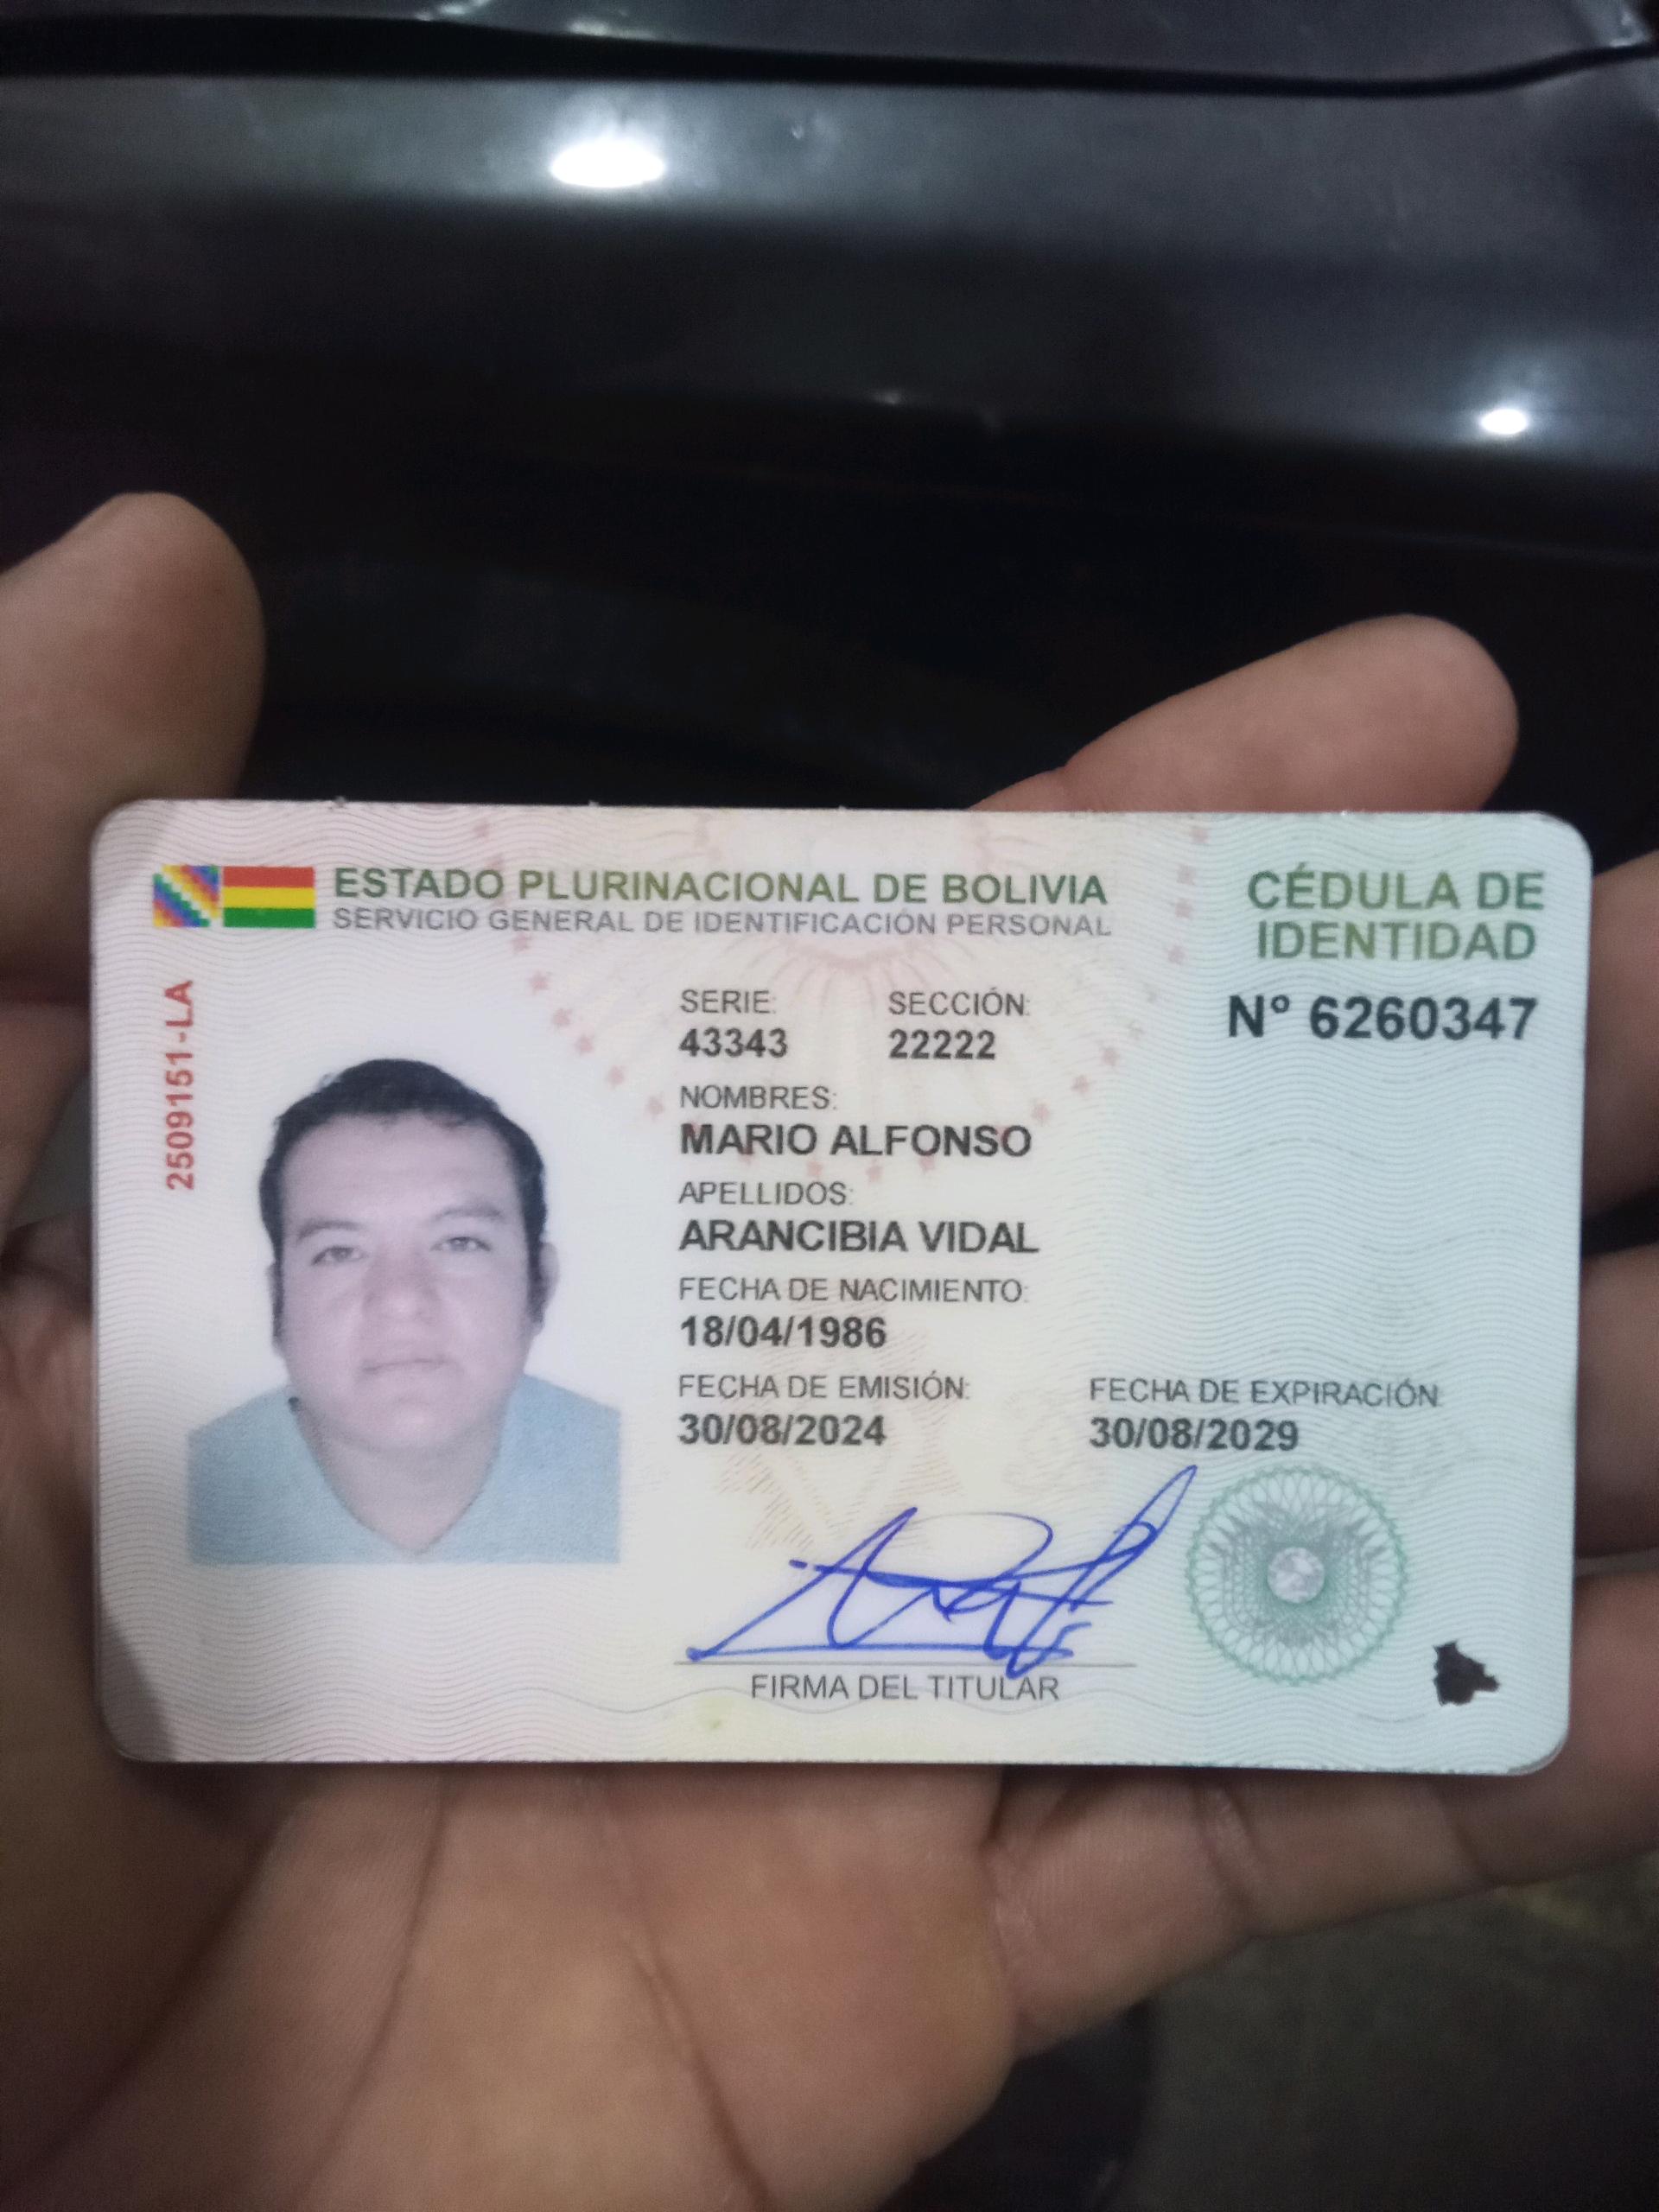 ESTADO PLURINACIONAL DE BOLIVIA
SERVICIO GENERAL DE IDENTIFICACIÓN PERSONAL
CÉDULA DE
IDENTIDAD
N° 6260347
2509151-LA
SERIE: SECCIÓN:
43343 22222
NOMBRES:
MARIO ALFONSO
APELLIDOS:
ARANCIBIA VIDAL
FECHA DE NACIMIENTO:
18/04/1986
FECHA DE EMISIÓN: FECHA DE EXPIRACIÓN:
30/08/2024 30/08/2029
FIRMA DEL TITULAR